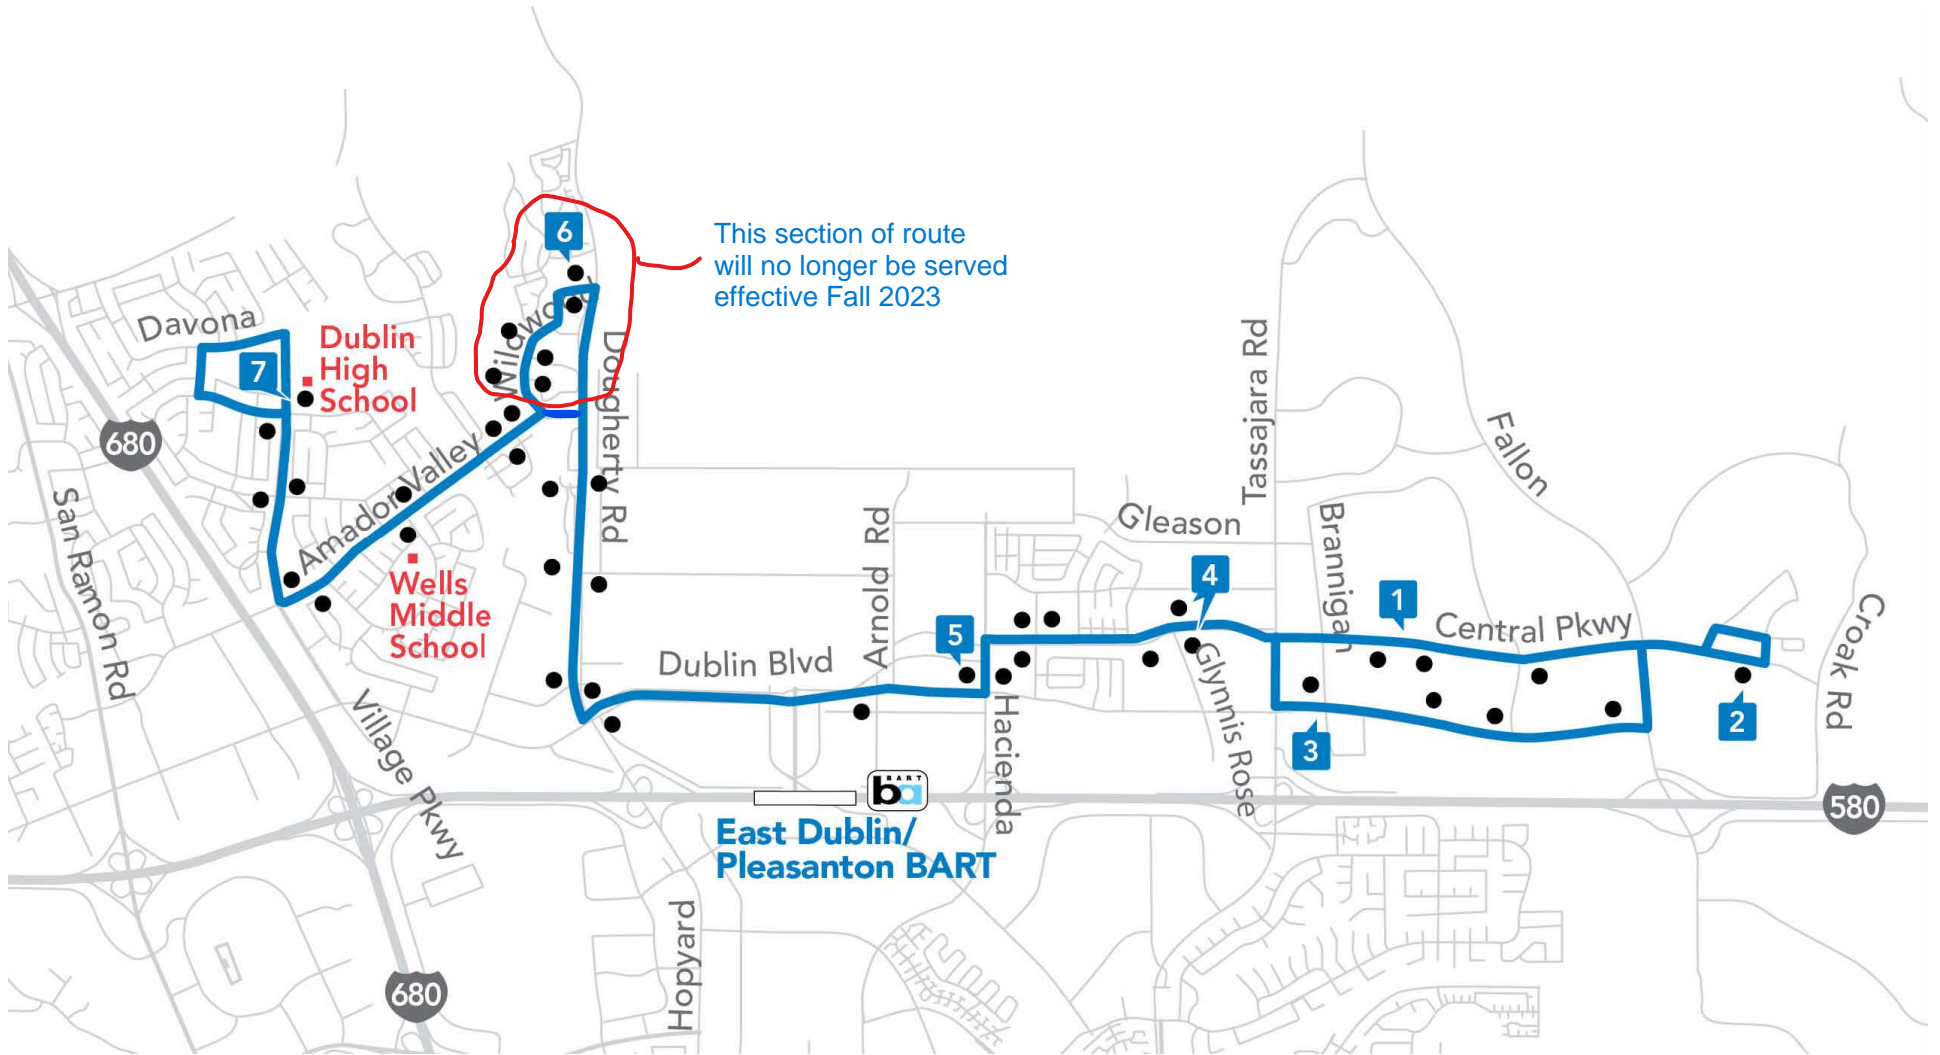 6
This section of route
will no longer be served
effective Fall 2023
Davona
Dublin
High
School
7
Wildwood
Dougherty Rd
Tassajara Rd
680
Fallon
San Ramon Rd
Amador Valley
Arnold Rd
Gleason
Brannigan
4
1
Wells
Middle
School
5
Central Pkwy
Croak Rd
Dublin Blvd
Glynnis Rose
Village Pkwy
Hacienda
3
2
BART
ba
580
East Dublin/
Pleasanton BART
Hopyard
680